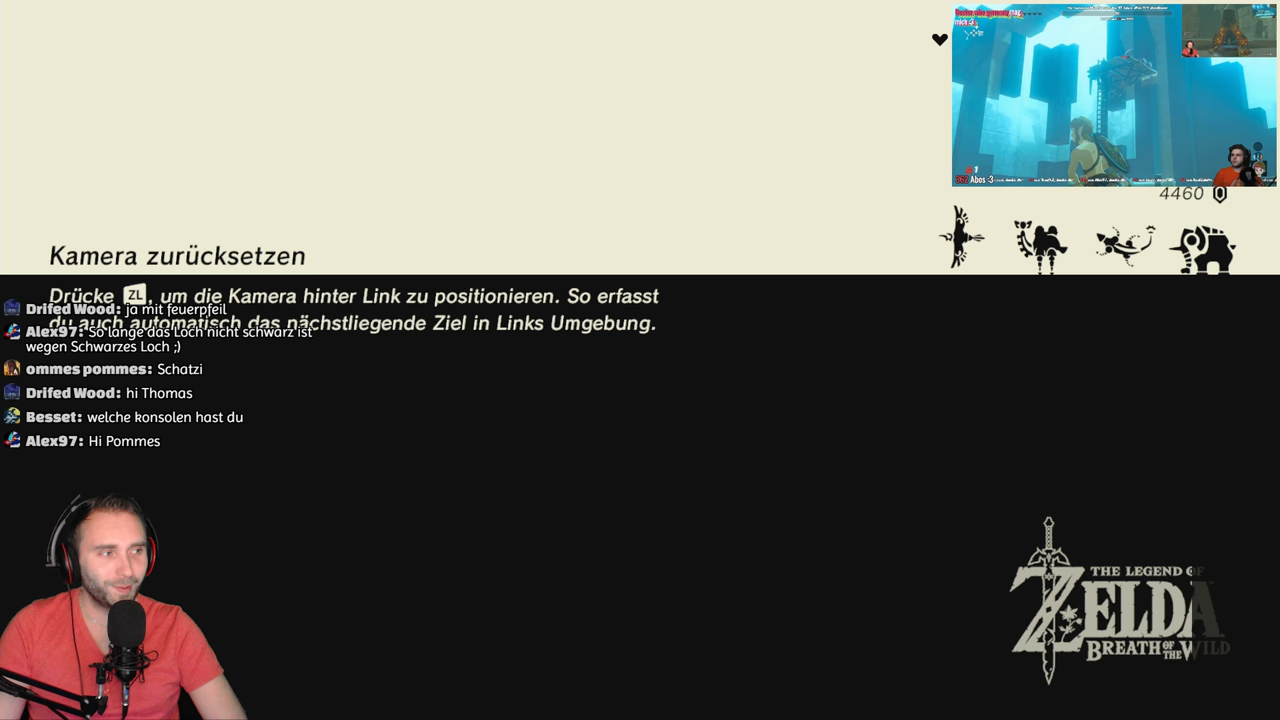 4460
Kamera zurücksetzen
Drücke ZL, um die Kamera hinter Link zu positionieren. So erfasst
du auch automatisch das nächstliegende Ziel in Links Umgebung.
Drifed Wood: ja mit feuerpfeil
Alex97: So lange das Loch nicht schwarz ist
wegen Schwarzes Loch ;)
ommes pommes: Schatzi
Drifed Wood: hi Thomas
Besset: welche konsolen hast du
Alex97: Hi Pommes
362 Abos :3
THE LEGEND OF
ZELDA
BREATH OF THE WILD